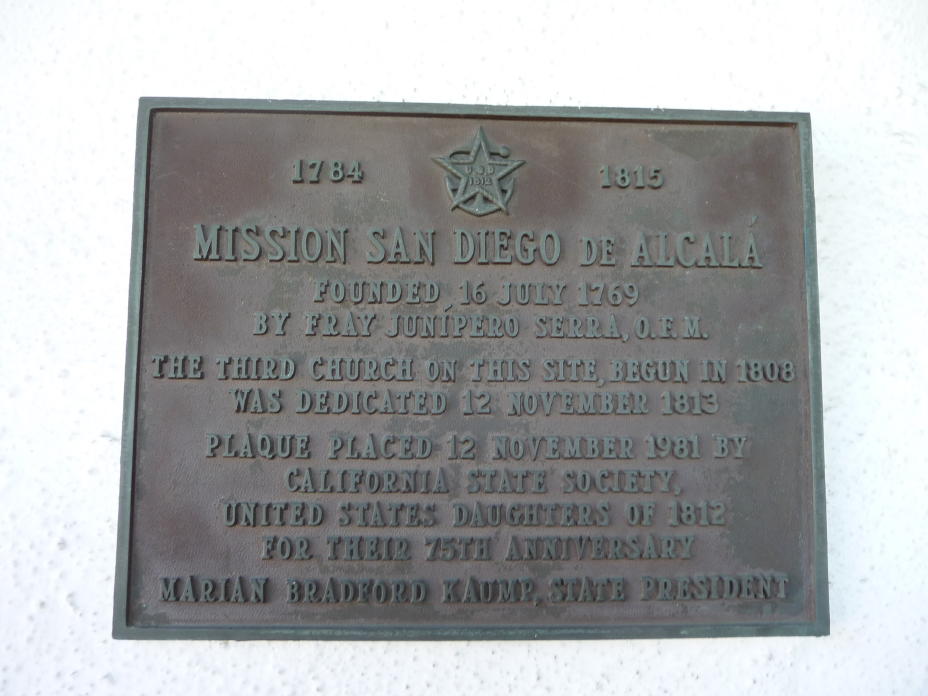 1784 1815
U S D
1812
MISSION SAN DIEGO DE ALCALÁ
FOUNDED 16 JULY 1769
BY FRAY JUNÍPERO SERRA, O.F.M.
THE THIRD CHURCH ON THIS SITE, BEGUN IN 1808
WAS DEDICATED 12 NOVEMBER 1813
PLAQUE PLACED 12 NOVEMBER 1981 BY
CALIFORNIA STATE SOCIETY,
UNITED STATES DAUGHTERS OF 1812
FOR THEIR 75TH ANNIVERSARY
MARIAN BRADFORD KAUMP, STATE PRESIDENT